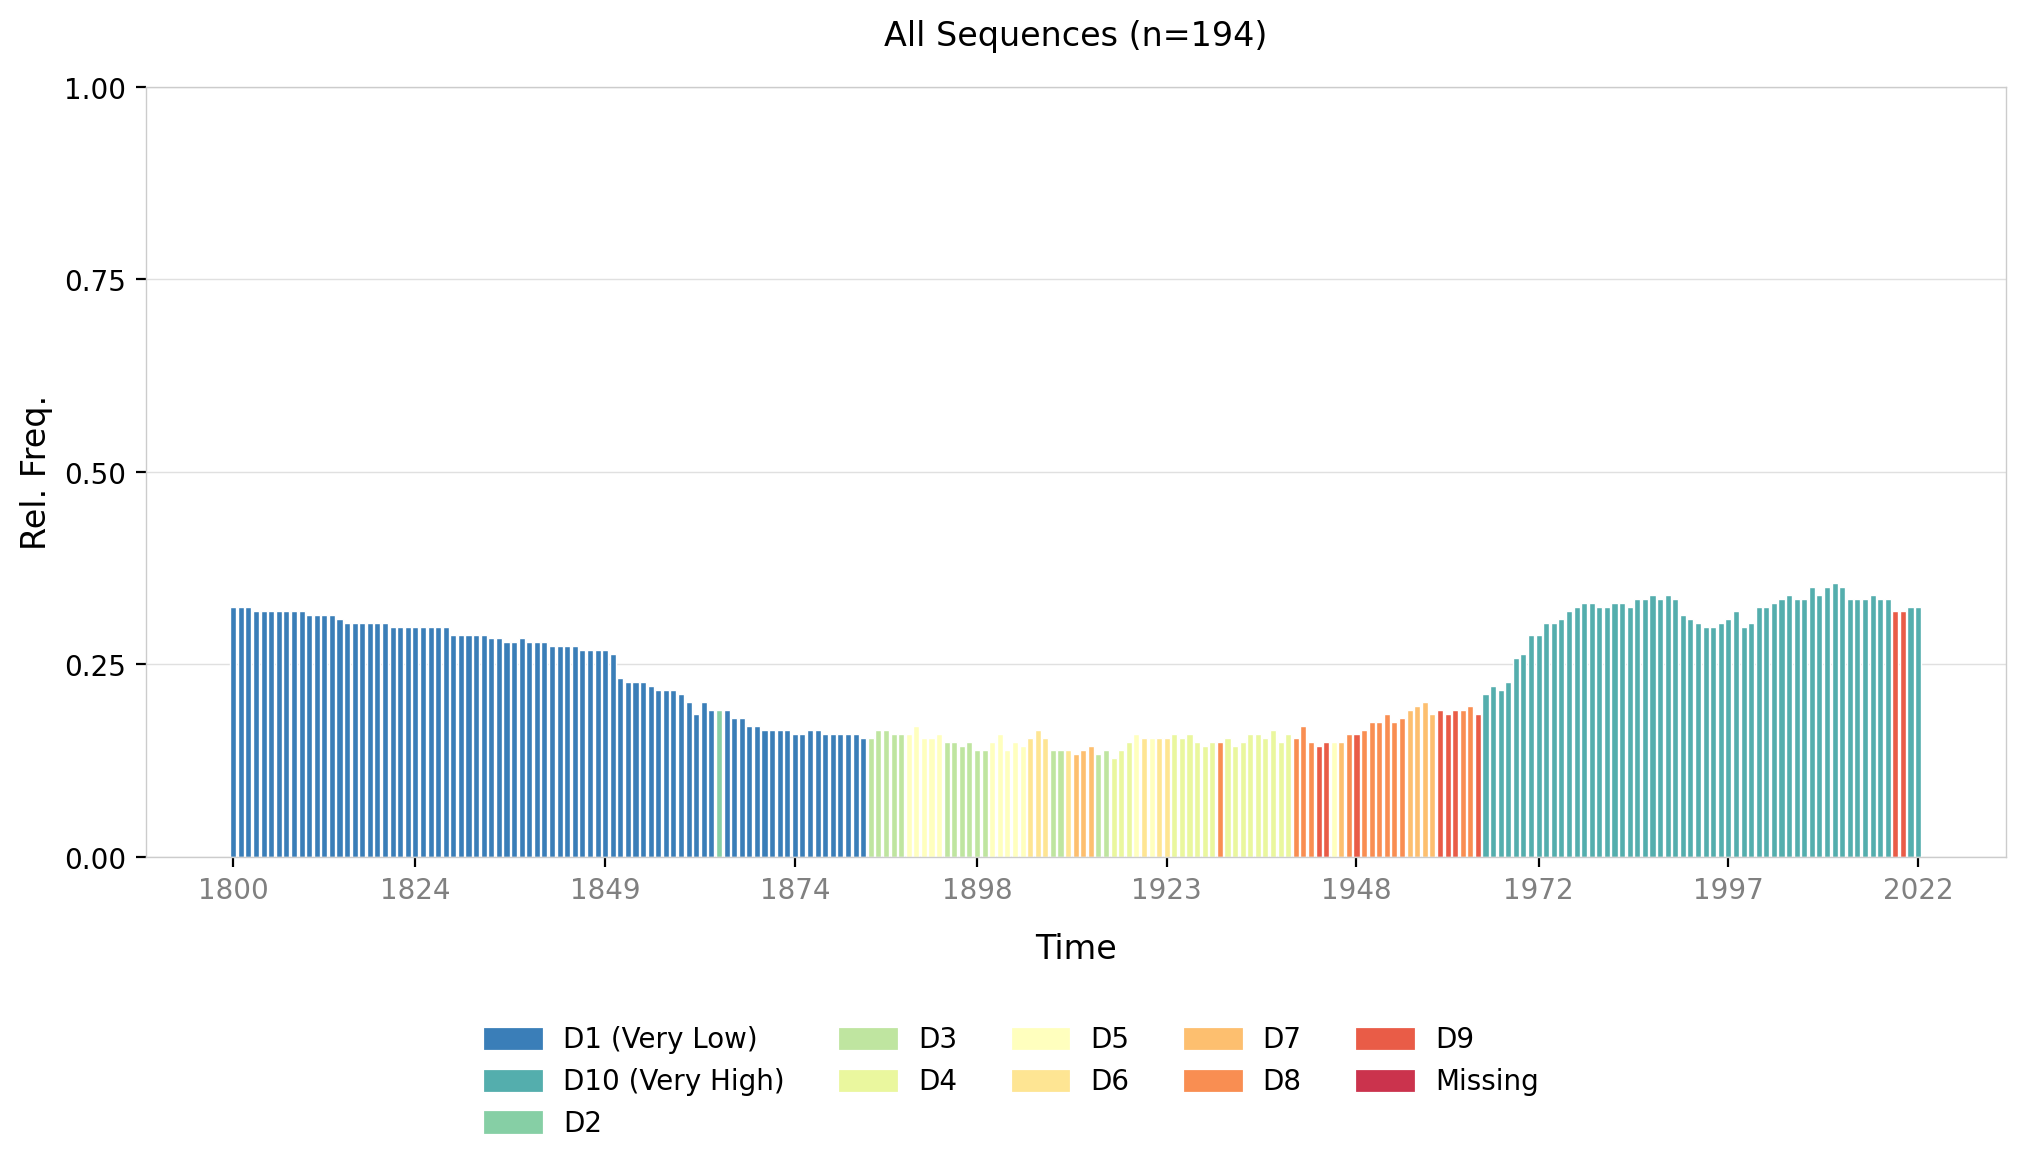 All Sequences (n=194)
1.00
0.75
0.50
0.25
0.00
Rel. Freq.
1800 1824 1849 1874 1898 1923 1948 1972 1997 2022
Time
D1 (Very Low) D3 D5 D7 D9
D10 (Very High) D4 D6 D8 Missing
D2